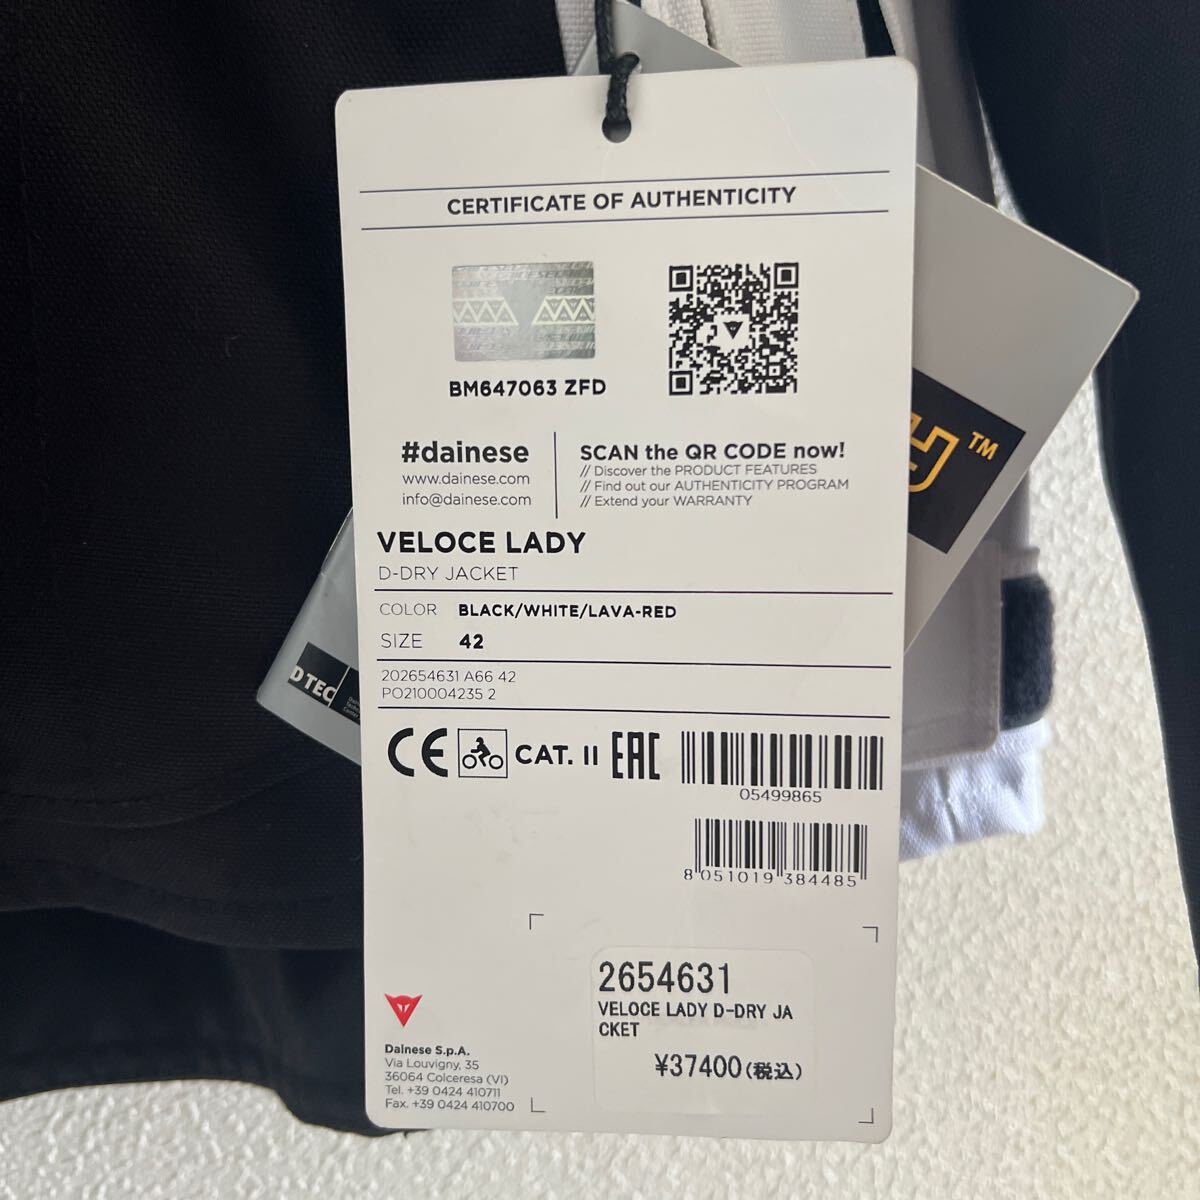 CERTIFICATE OF AUTHENTICITY
BM647063 ZFD
#dainese
www.dainese.com
info@dainese.com
SCAN the QR CODE now!
// Discover the PRODUCT FEATURES
// Find out our AUTHENTICITY PROGRAM
// Extend your WARRANTY
VELOCE LADY
D-DRY JACKET
COLOR BLACK/WHITE/LAVA-RED
SIZE 42
202654631 A66 42
PO210004235 2
CE CAT. II EAC
05499865
8 051019 384485
2654631
VELOCE LADY D-DRY JA
CKET
¥37400(税込)
Dainese S.p.A.
Via Louvigny, 35
36064 Colceresa (VI)
Tel. +39 0424 410711
Fax. +39 0424 410700
D TEC
TM